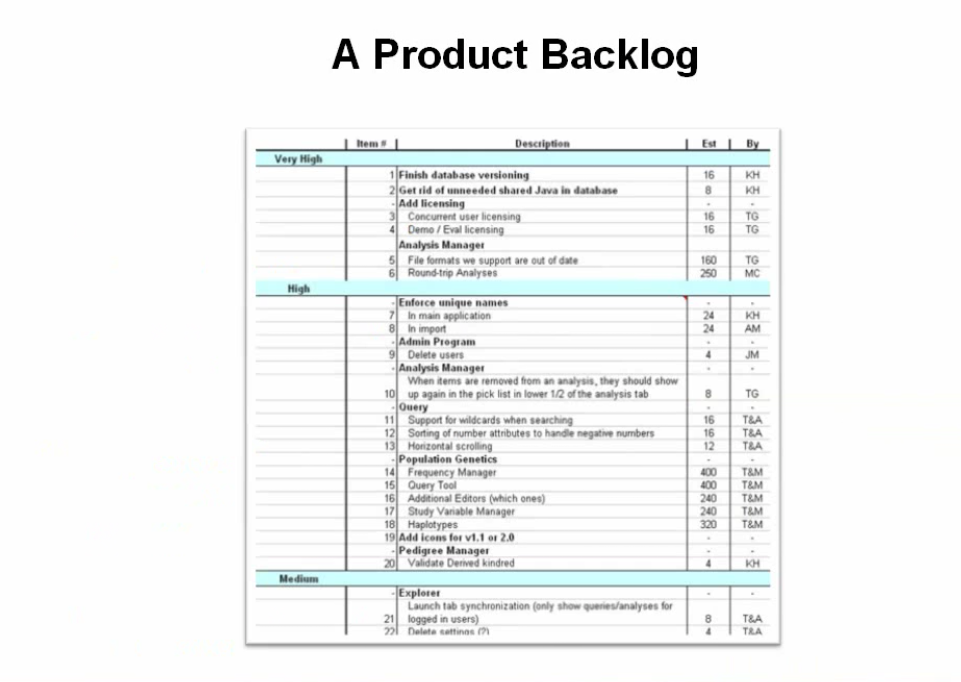 A Product Backlog
Item # Description Est By
Very High
1 Finish database versioning 16 KH
2 Get rid of unneeded shared Java in database 8 KH
- Add licensing - -
3 Concurrent user licensing 16 TG
4 Demo / Eval licensing 16 TG
Analysis Manager
5 File formats we support are out of date 160 TG
6 Round-trip Analyses 250 MC
High
- Enforce unique names - -
7 In main application 24 KH
8 In import 24 AM
- Admin Program - -
9 Delete users 4 JM
- Analysis Manager - -
When items are removed from an analysis, they should show
10 up again in the pick list in lower 1/2 of the analysis tab 8 TG
- Query - -
11 Support for wildcards when searching 16 T&A
12 Sorting of number attributes to handle negative numbers 16 T&A
13 Horizontal scrolling 12 T&A
- Population Genetics - -
14 Frequency Manager 400 T&M
15 Query Tool 400 T&M
16 Additional Editors (which ones) 240 T&M
17 Study Variable Manager 240 T&M
18 Haplotypes 320 T&M
19 Add icons for v1.1 or 2.0 - -
- Pedigree Manager - -
20 Validate Derived kindred 4 KH
Medium
- Explorer - -
Launch tab synchronization (only show queries/analyses for
21 logged in users) 8 T&A
22 Delete settings (?) 4 T&A